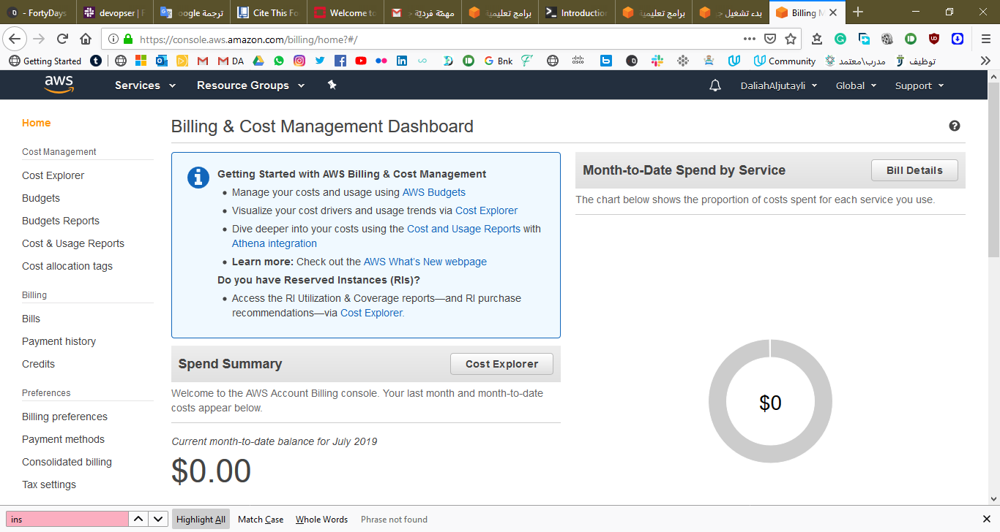 - FortyDays
devopser | F
ترجمة Google
Cite This Fo
Welcome to
مهمّة فرديّة
برامج تعليمية
Introduction
برامج تعليمية
بدء تشغيل
Billing M
https://console.aws.amazon.com/billing/home?#/
Getting Started
DA
G Bnk
cisco
Community
مدرب\معتمد
توظيف
aws
Services
Resource Groups
DaliahAljutayli
Global
Support
Home
Cost Management
Cost Explorer
Budgets
Budgets Reports
Cost & Usage Reports
Cost allocation tags
Billing
Bills
Payment history
Credits
Preferences
Billing preferences
Payment methods
Consolidated billing
Tax settings
Billing & Cost Management Dashboard
Getting Started with AWS Billing & Cost Management
Manage your costs and usage using AWS Budgets
Visualize your cost drivers and usage trends via Cost Explorer
Dive deeper into your costs using the Cost and Usage Reports with
Athena integration
Learn more: Check out the AWS What's New webpage
Do you have Reserved Instances (RIs)?
Access the RI Utilization & Coverage reports—and RI purchase
recommendations—via Cost Explorer.
Spend Summary
Cost Explorer
Welcome to the AWS Account Billing console. Your last month and month-to-date
costs appear below.
Current month-to-date balance for July 2019
$0.00
Month-to-Date Spend by Service
Bill Details
The chart below shows the proportion of costs spent for each service you use.
$0
ins
Highlight All
Match Case
Whole Words
Phrase not found